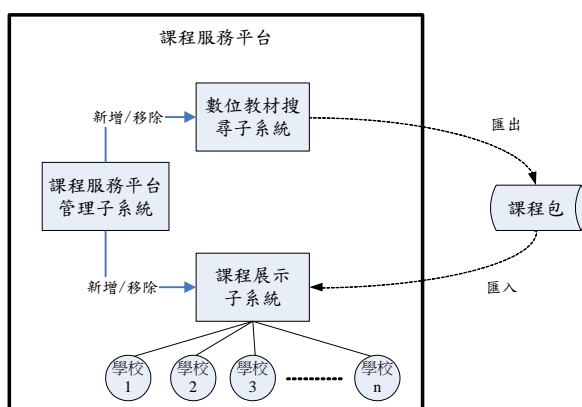 課程服務平台
數位教材搜
尋子系統
新增/移除
匯出
課程服務平台
管理子系統
課程包
課程展示
子系統
新增/移除
匯入
學校
1
學校
2
學校
3
學校
n